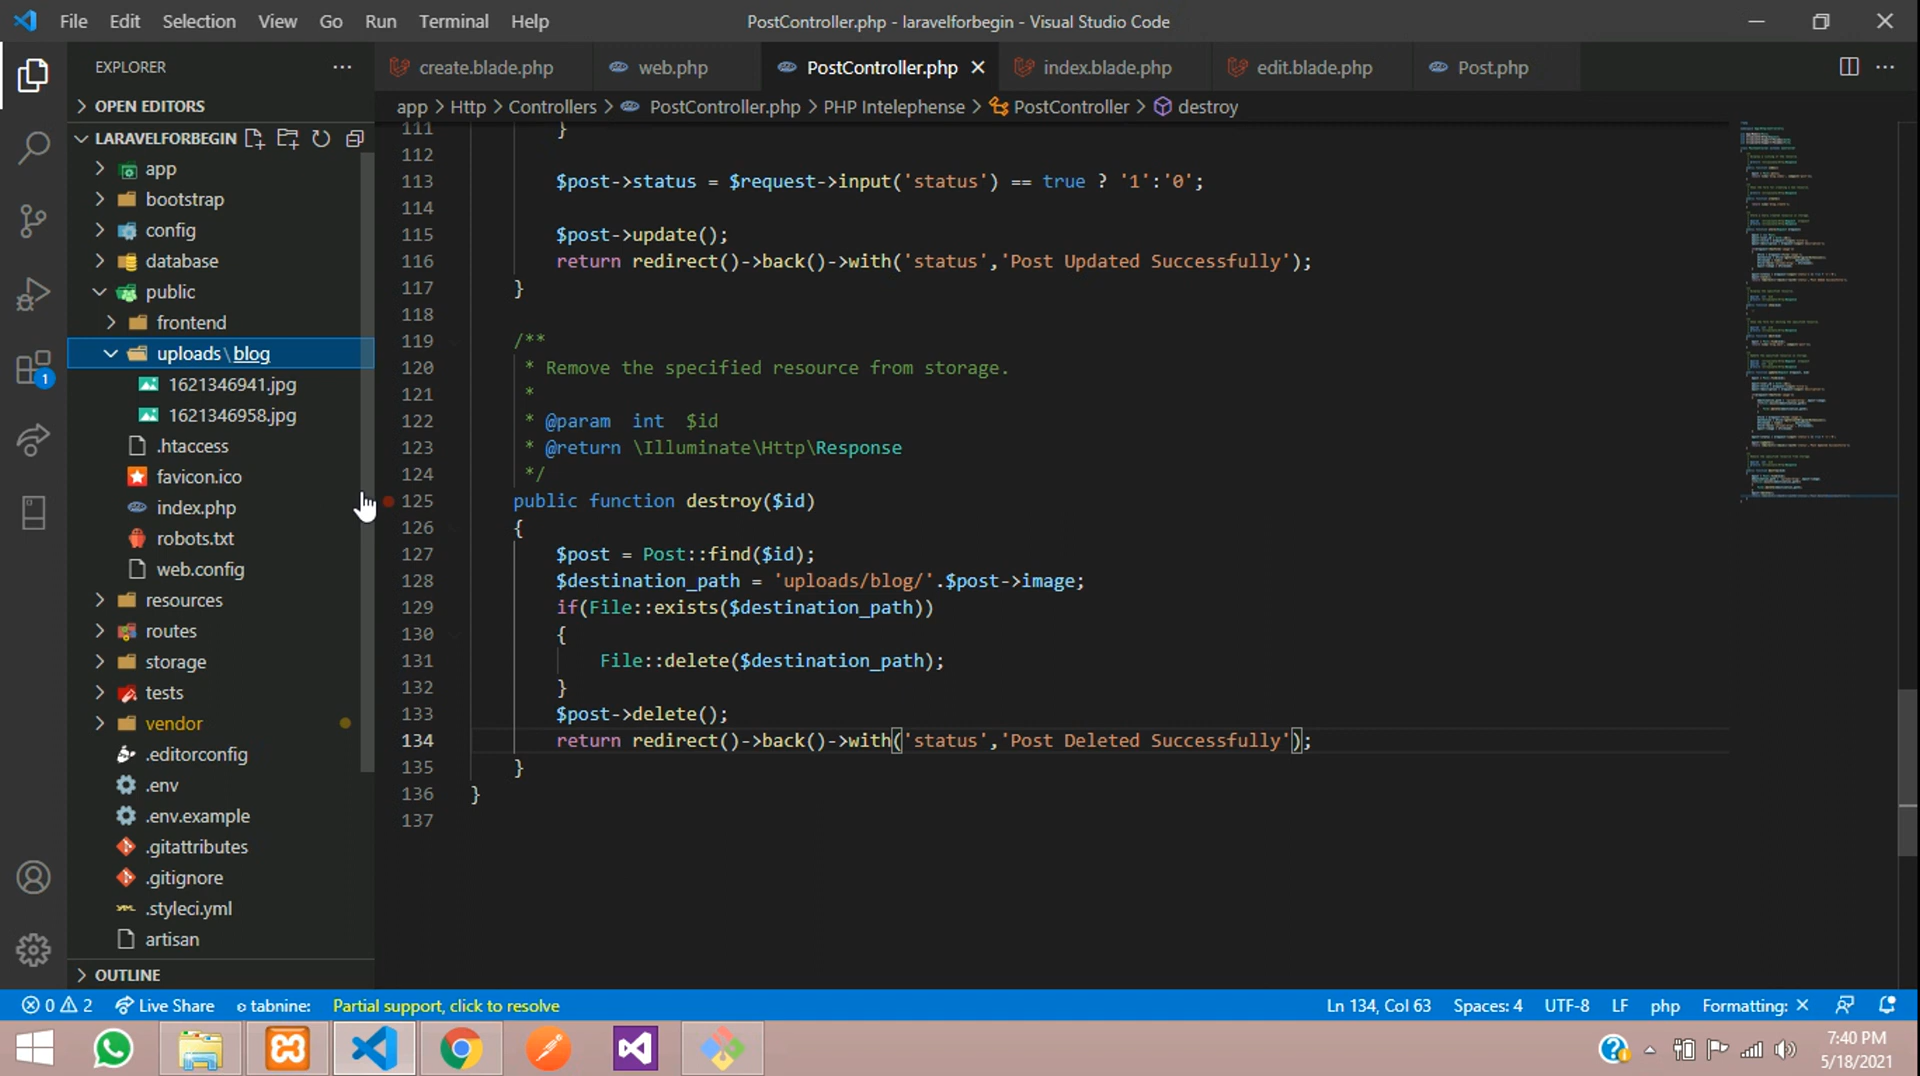 File Edit Selection View Go Run Terminal Help PostController.php - laravelforbegin - Visual Studio Code
EXPLORER
OPEN EDITORS
LARAVELFORBEGIN
app
bootstrap
config
database
public
frontend
uploads\blog
1621346941.jpg
1621346958.jpg
.htaccess
favicon.ico
index.php
robots.txt
web.config
resources
routes
storage
tests
vendor
.editorconfig
.env
.env.example
.gitattributes
.gitignore
.styleci.yml
artisan
OUTLINE
create.blade.php web.php PostController.php index.blade.php edit.blade.php Post.php
app > Http > Controllers > PostController.php > PHP Intelephense > PostController > destroy
111 }
112
113 $post->status = $request->input('status') == true ? '1':'0';
114
115 $post->update();
116 return redirect()->back()->with('status','Post Updated Successfully');
117 }
118
119 /**
120 * Remove the specified resource from storage.
121 *
122 * @param int $id
123 * @return \Illuminate\Http\Response
124 */
125 public function destroy($id)
126 {
127 $post = Post::find($id);
128 $destination_path = 'uploads/blog/'.$post->image;
129 if(File::exists($destination_path))
130 {
131 File::delete($destination_path);
132 }
133 $post->delete();
134 return redirect()->back()->with('status','Post Deleted Successfully');
135 }
136 }
137
1
0 2 Live Share tabnine: Partial support, click to resolve Ln 134, Col 63 Spaces: 4 UTF-8 LF php Formatting: ×
7:40 PM
5/18/2021